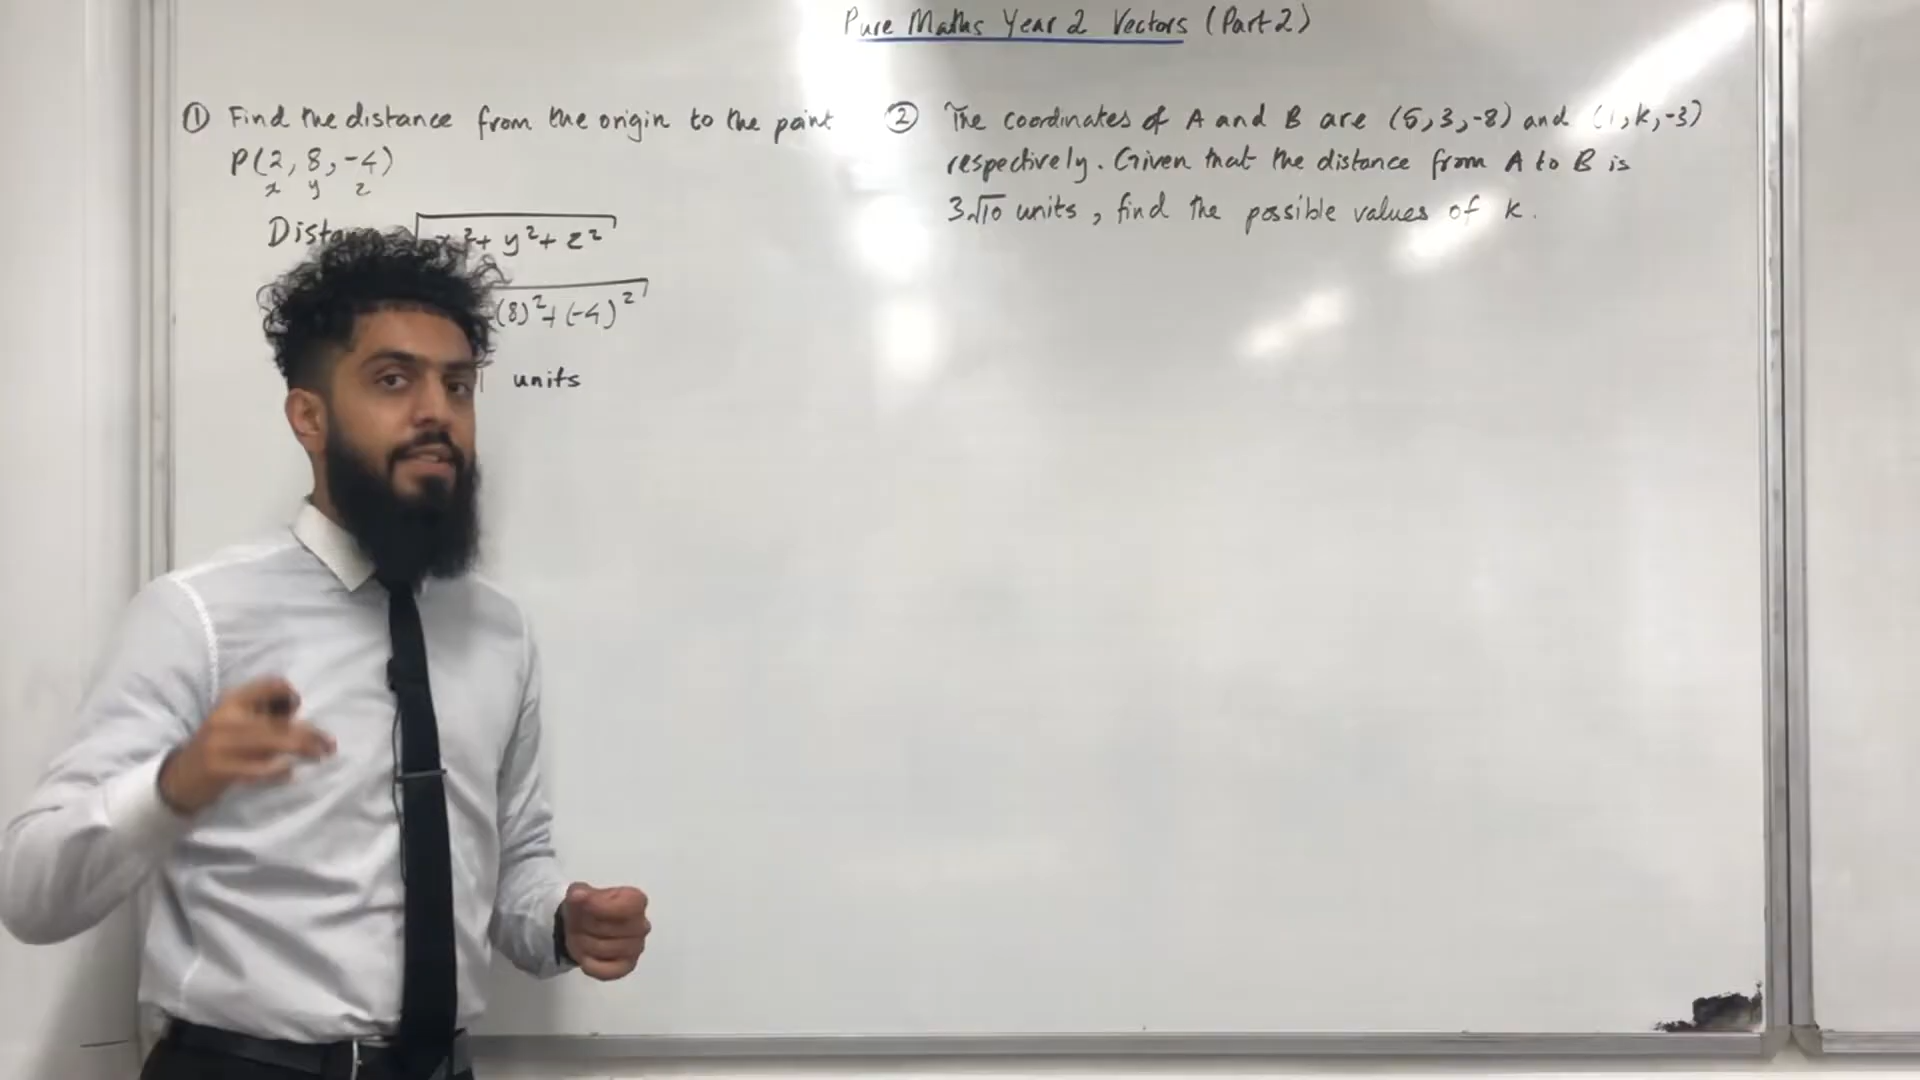 Pure Maths Year 2 Vectors (Part 2)
① Find the distance from the origin to the point
P(2, 8, -4)
x y z
Distance x²+ y²+ z²
(8)²+ (-4)²
units
② The coordinates of A and B are (5,3,-8) and (1,k,-3)
respectively. Given that the distance from A to B is
3√10 units, find the possible values of k.